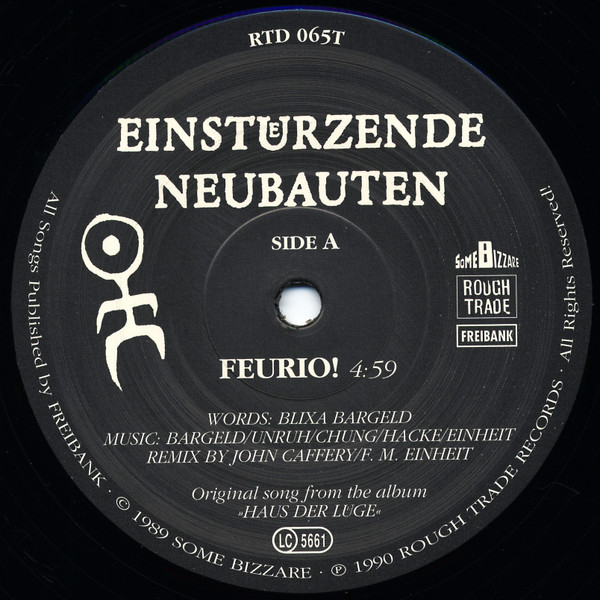 RTD 065T
EINSTÜRZENDE
NEUBAUTEN
SIDE A
SOME BIZZARE
ROUGH
TRADE
FREIBANK
FEURIO! 4:59
WORDS: BLIXA BARGELD
MUSIC: BARGELD/UNRUH/CHUNG/HACKE/EINHEIT
REMIX BY JOHN CAFFERY/F. M. EINHEIT
Original song from the album
»HAUS DER LÜGE«
LC 5661
All Songs Published by FREIBANK · © 1989 SOME BIZZARE · ℗ 1990 ROUGH TRADE RECORDS · All Rights Reserved!